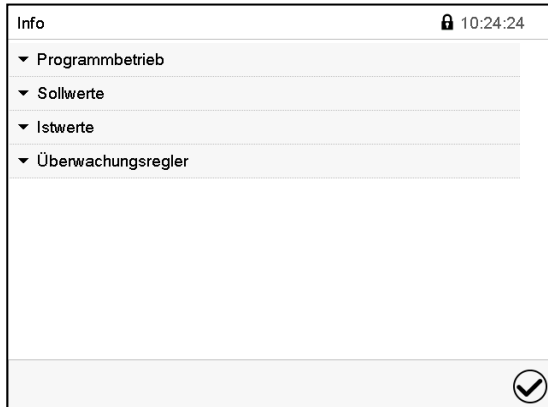 Info 10:24:24
Programmbetrieb
Sollwerte
Istwerte
Überwachungsregler